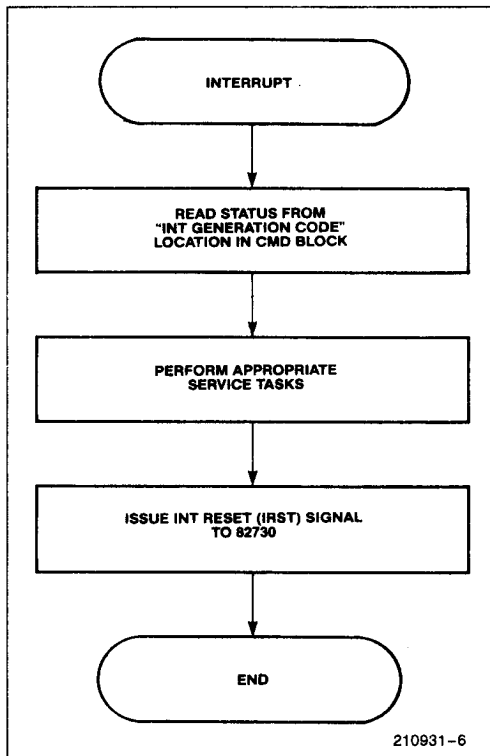 INTERRUPT
READ STATUS FROM
"INT GENERATION CODE"
LOCATION IN CMD BLOCK
PERFORM APPROPRIATE
SERVICE TASKS
ISSUE INT RESET (IRST) SIGNAL
TO 82730
END
210931-6